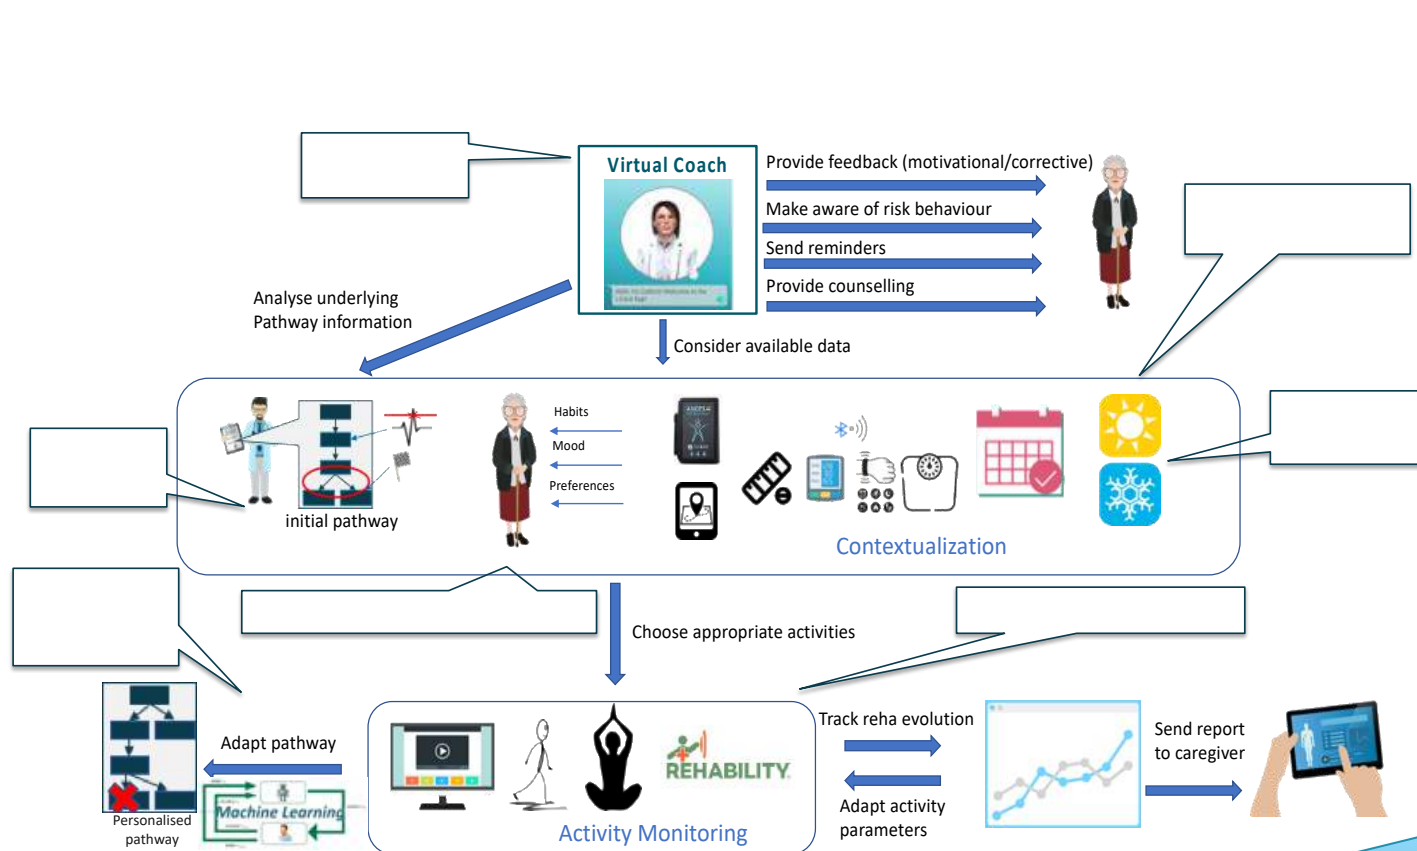 Virtual Coach
Provide feedback (motivational/corrective)
Make aware of risk behaviour
Send reminders
Provide counselling
Analyse underlying
Pathway information
Consider available data
Habits
Mood
Preferences
initial pathway
Contextualization
Choose appropriate activities
Track reha evolution
Send report
to caregiver
Adapt pathway
REHABILITY
Machine Learning
Personalised
pathway
Activity Monitoring
Adapt activity
parameters